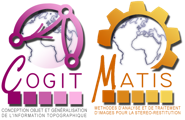 COGIT
CONCEPTION OBJET ET GÉNÉRALISATION
DE L'INFORMATION TOPOGRAPHIQUE
MATIS
MÉTHODES D'ANALYSE ET DE TRAITEMENT
D'IMAGES POUR LA STÉRÉO-RESTITUTION